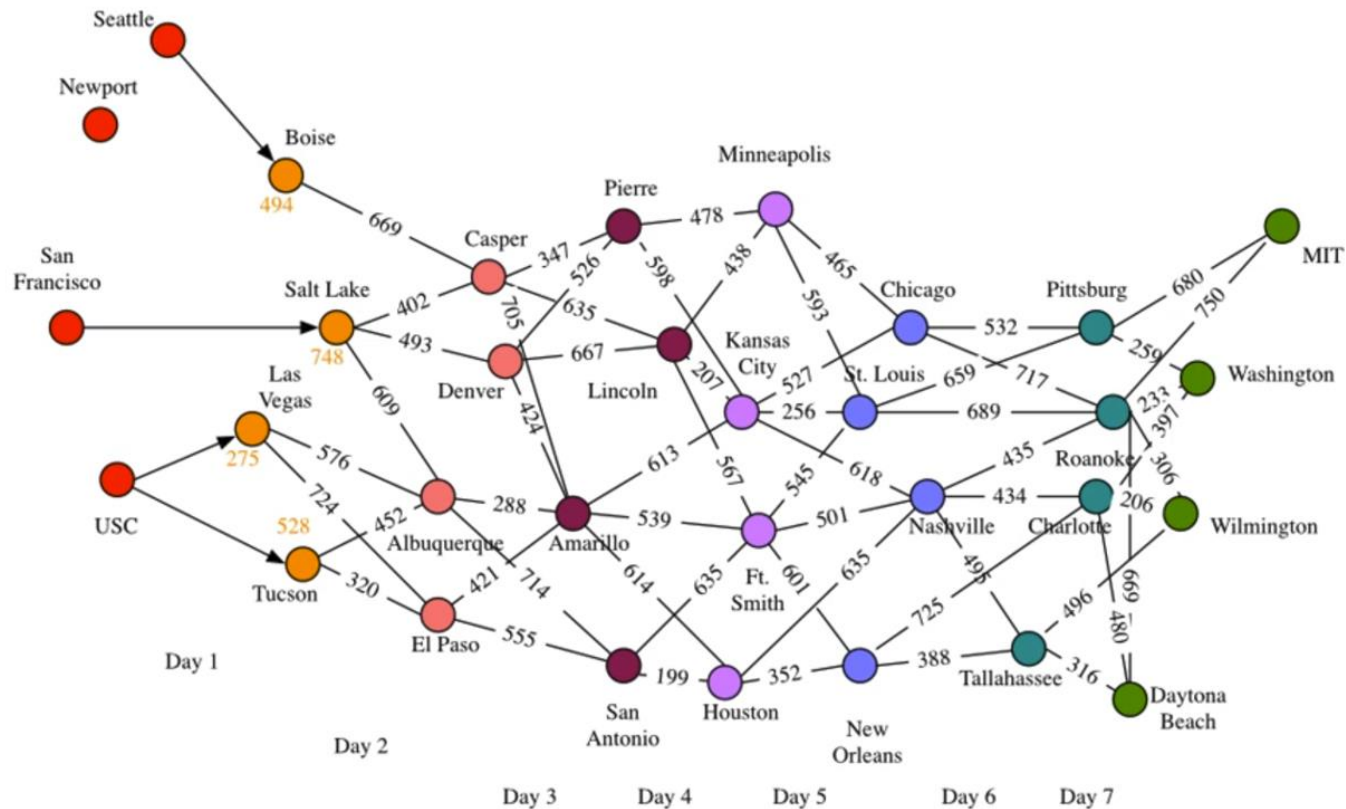 Seattle
Newport
Boise
494
669
Minneapolis
Pierre
478
Casper
347
526
598
438
465
San
Francisco
Salt Lake
748
402
493
705
635
593
Chicago
Pittsburg
MIT
532
680
750
259
Denver
667
Lincoln
207
Kansas
City
527
St. Louis
256
659
717
689
Washington
233
397
Las
Vegas
275
609
424
576
724
USC
528
Tucson
452
320
Albuquerque
288
Amarillo
613
539
567
545
618
435
Roanoke
306
501
Nashville
434
Charlotte
206
Wilmington
421
714
614
635
Ft.
Smith
601
635
495
725
496
669
480
El Paso
555
Day 1
San
Antonio
199
Houston
352
388
Tallahassee
316
Daytona
Beach
New
Orleans
Day 2
Day 3
Day 4
Day 5
Day 6
Day 7